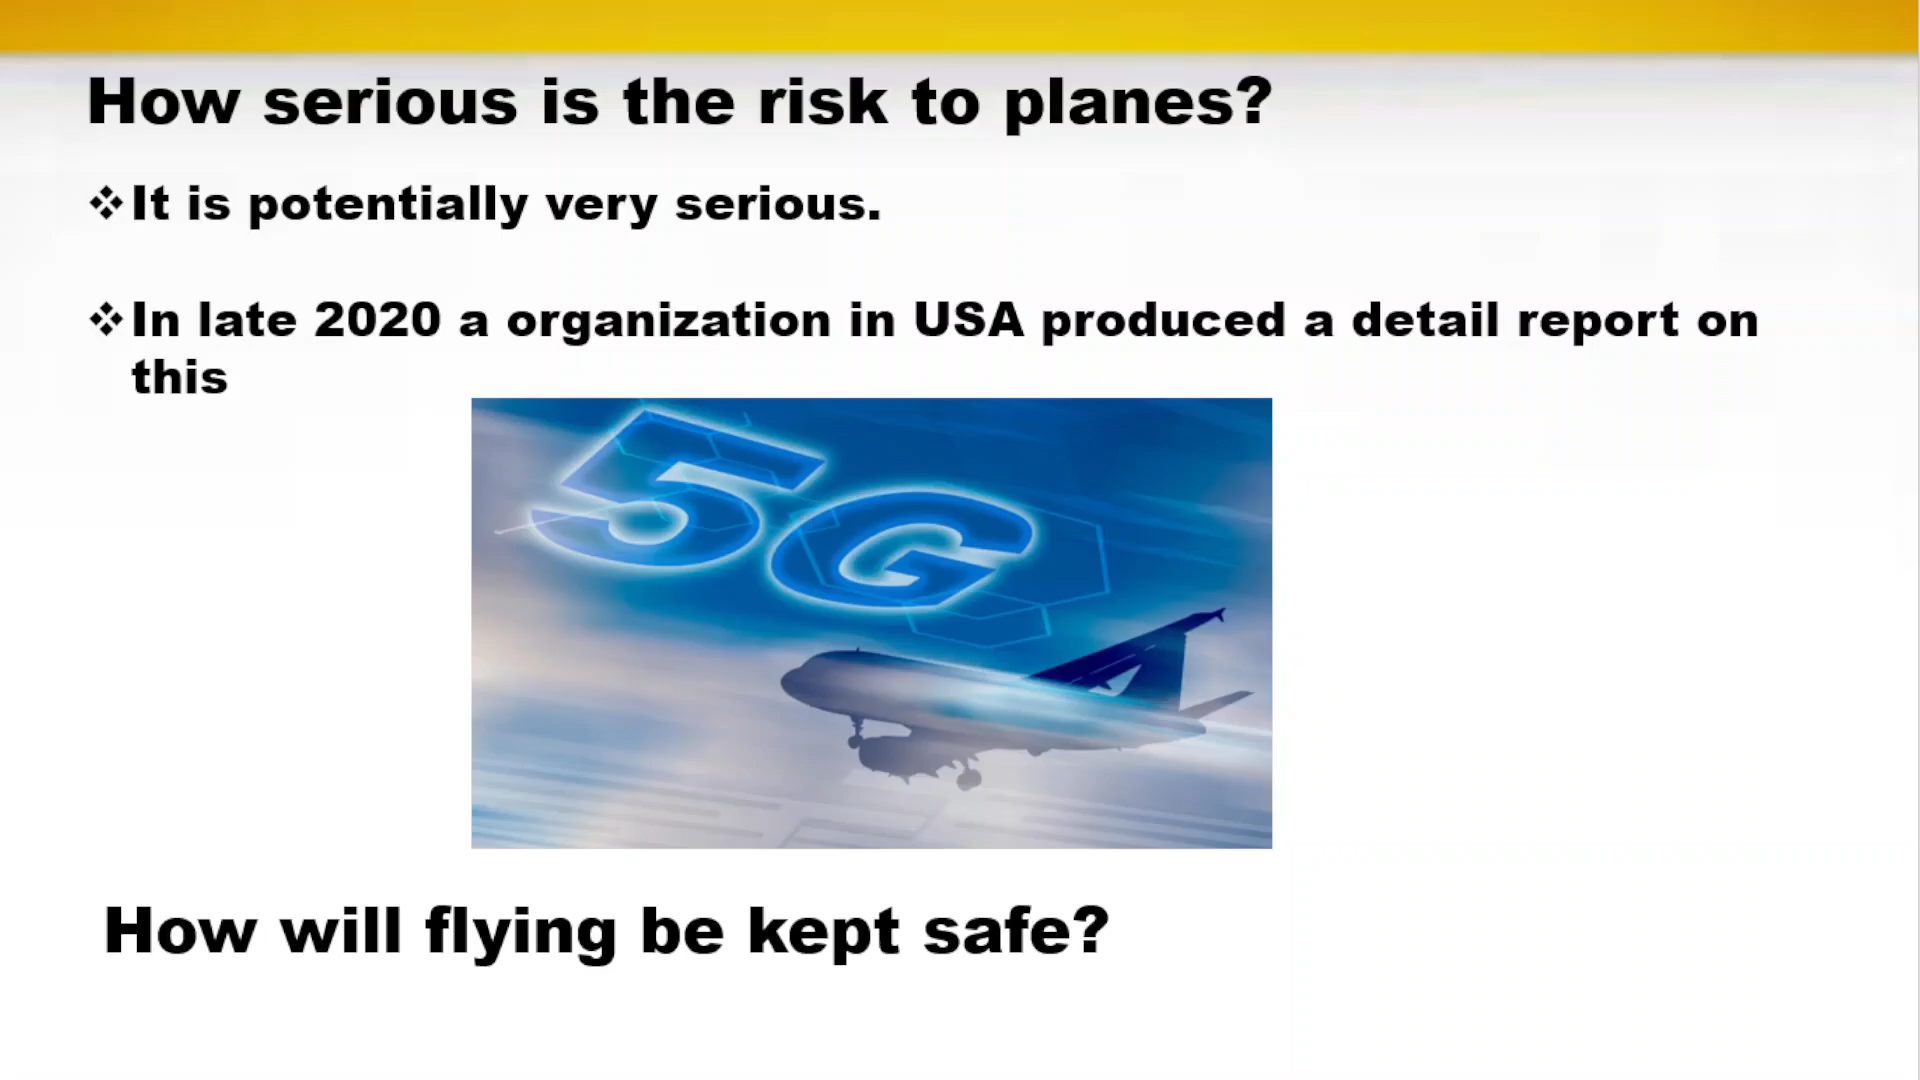 How serious is the risk to planes?
❖It is potentially very serious.
❖In late 2020 a organization in USA produced a detail report on
this
5G
How will flying be kept safe?